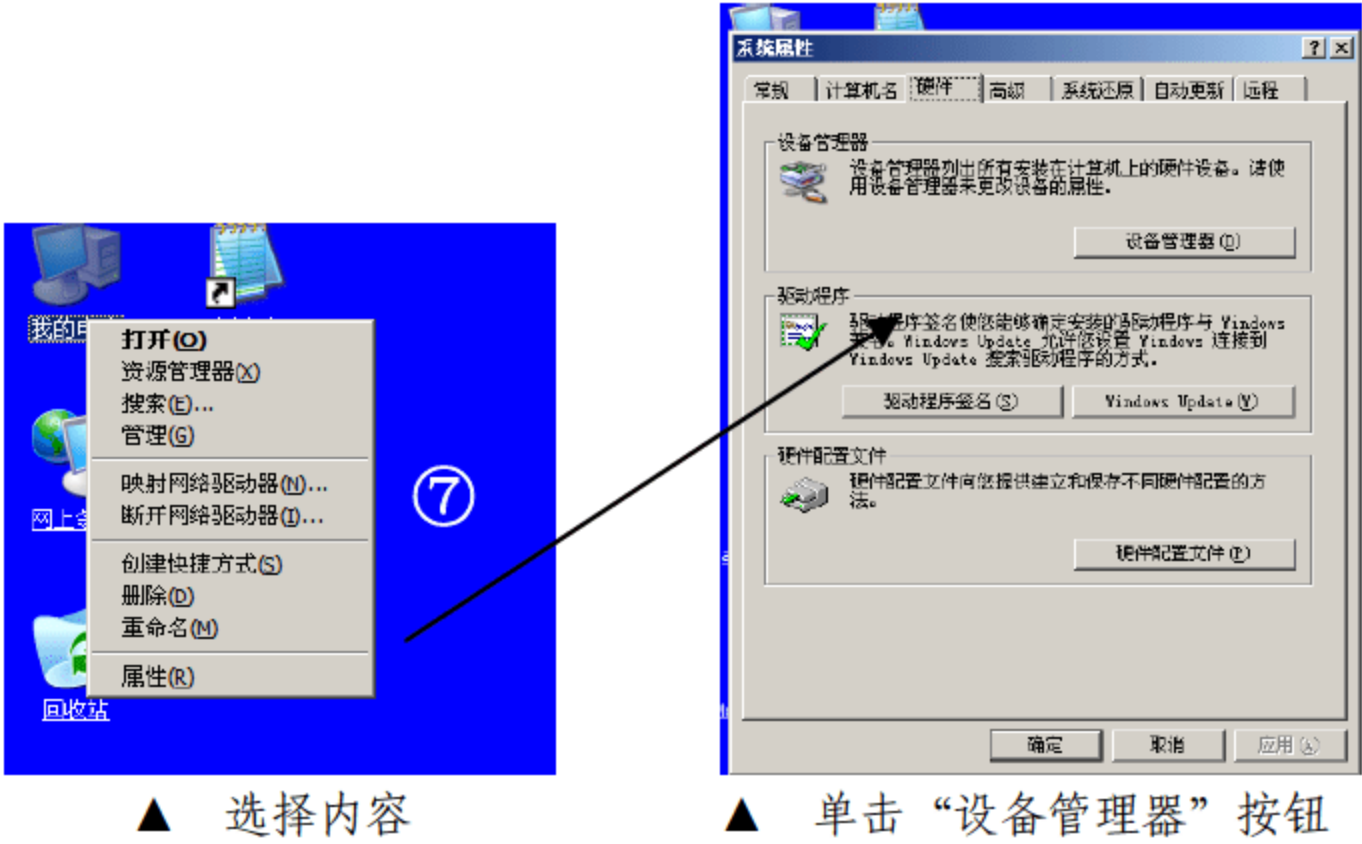 我的电
打开(O)
资源管理器(X)
搜索(E)...
管理(G)
映射网络驱动器(N)...
断开网络驱动器(I)...
创建快捷方式(S)
删除(D)
重命名(M)
属性(R)
网上
回收站
⑦
▲ 选择内容
系统属性
常规 计算机名 硬件 高级 系统还原 自动更新 远程
设备管理器
设备管理器列出所有安装在计算机上的硬件设备。请使
用设备管理器来更改设备的属性。
设备管理器(D)
驱动程序
驱动程序签名使您能够确定安装的驱动程序与 Windows
。Windows Update 允许您设置 Windows 连接到
Windows Update 搜索驱动程序的方式。
驱动程序签名(S) Windows Update(W)
硬件配置文件
硬件配置文件向您提供建立和保存不同硬件配置的方
法。
硬件配置文件(P)
确定 取消 应用(A)
▲ 单击“设备管理器”按钮